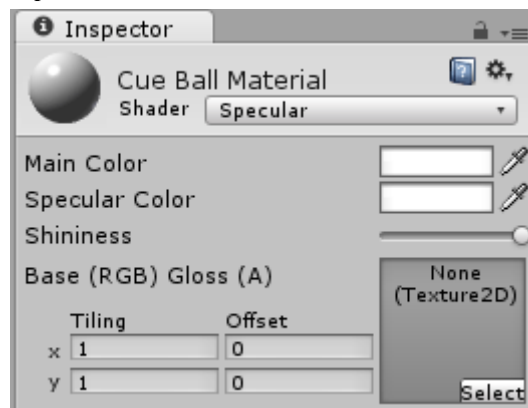 Inspector
Cue Ball Material
Shader Specular
Main Color
Specular Color
Shininess
Base (RGB) Gloss (A)
None
(Texture2D)
Tiling Offset
x 1 0
y 1 0
Select